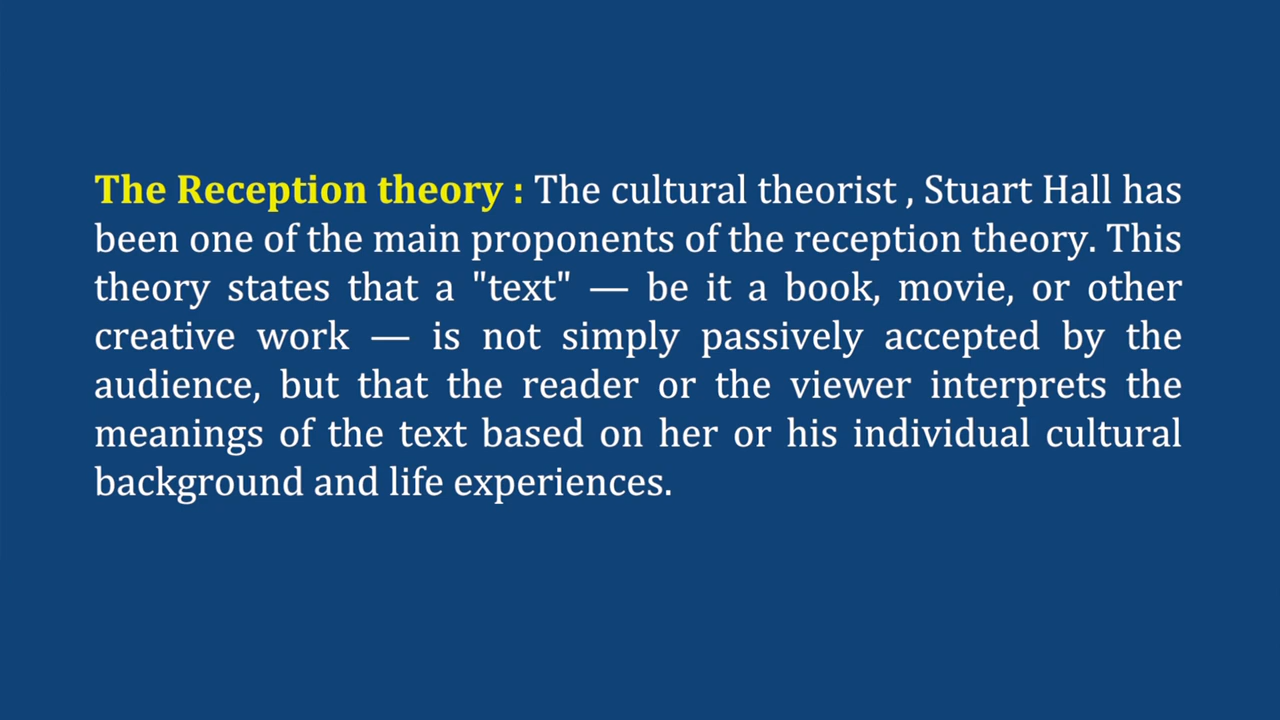 The Reception theory : The cultural theorist , Stuart Hall has
been one of the main proponents of the reception theory. This
theory states that a "text" — be it a book, movie, or other
creative work — is not simply passively accepted by the
audience, but that the reader or the viewer interprets the
meanings of the text based on her or his individual cultural
background and life experiences.